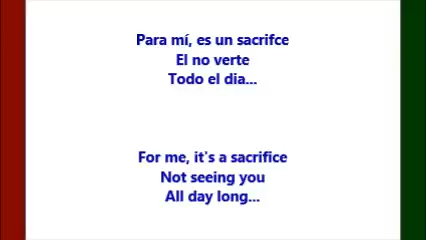 Para mí, es un sacrifce
El no verte
Todo el dia...
For me, it's a sacrifice
Not seeing you
All day long...